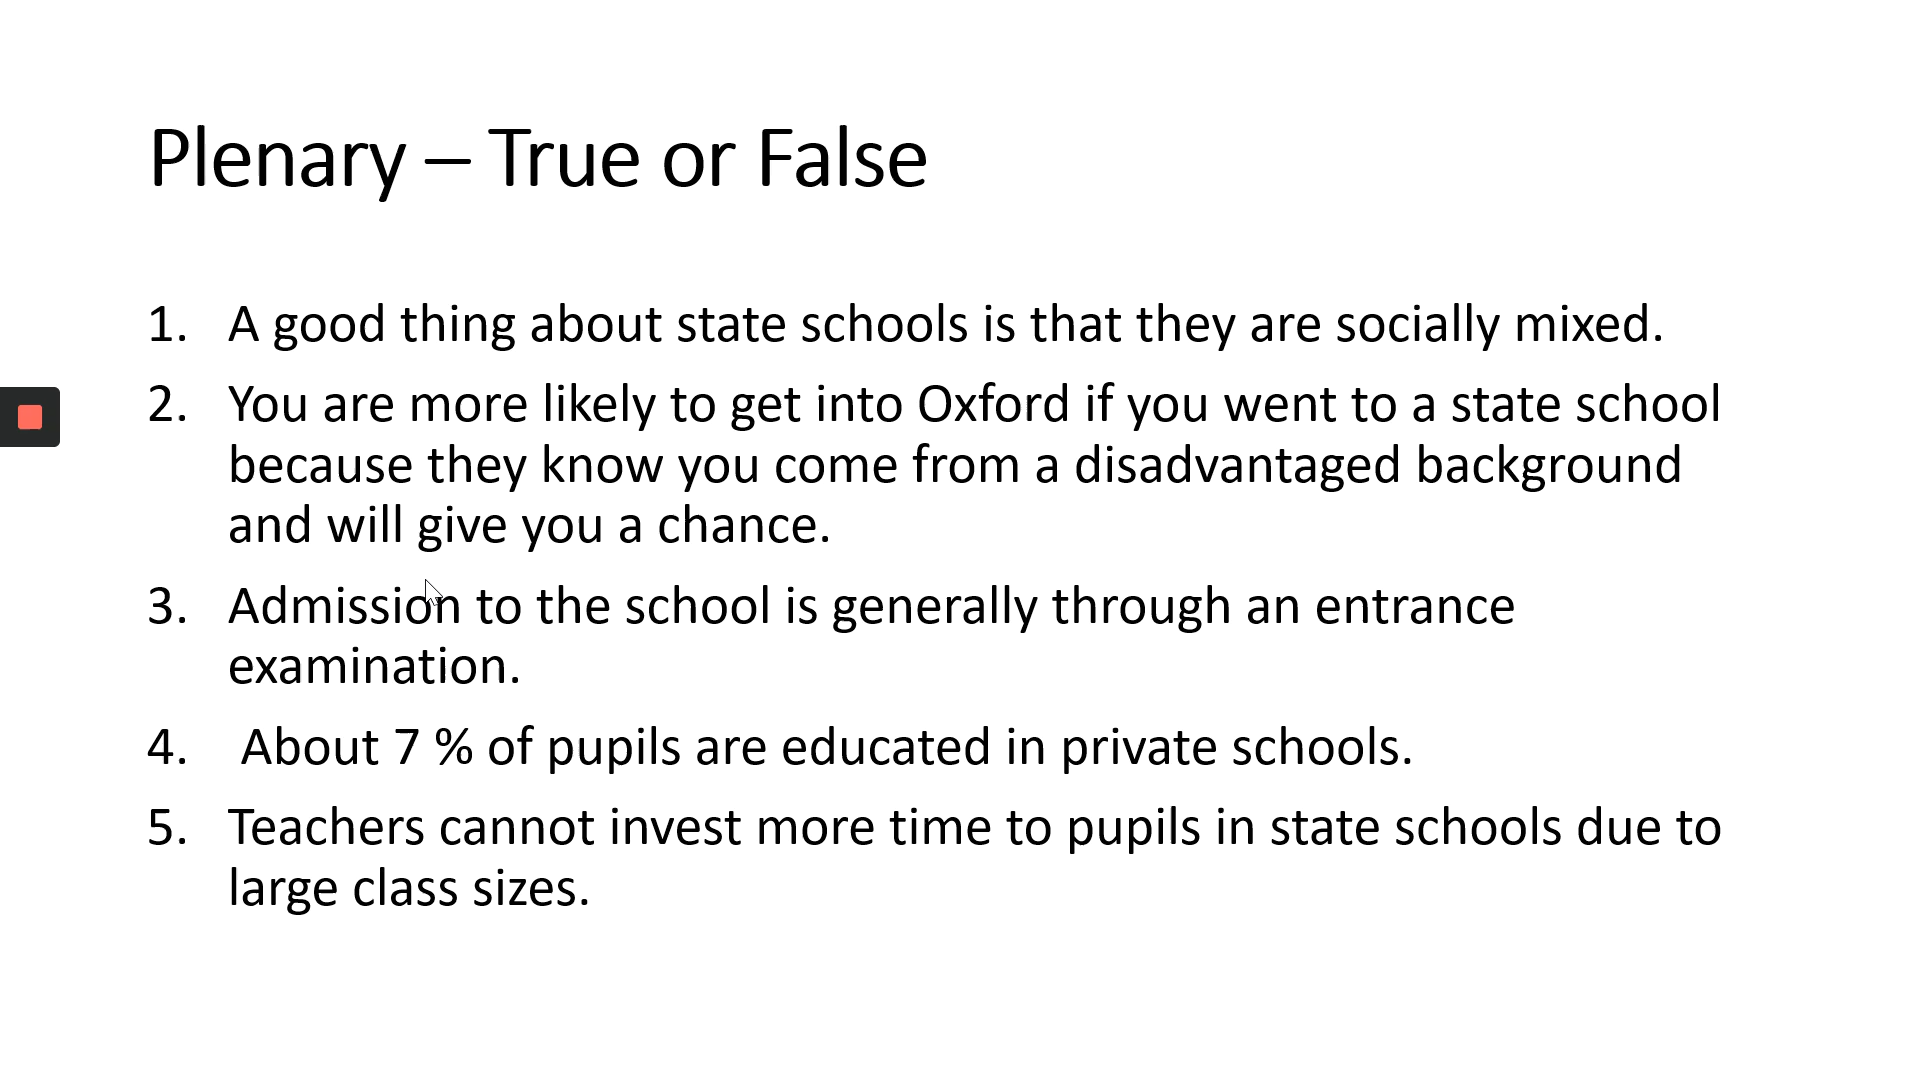 Plenary – True or False
1. A good thing about state schools is that they are socially mixed.
2. You are more likely to get into Oxford if you went to a state school
because they know you come from a disadvantaged background
and will give you a chance.
3. Admission to the school is generally through an entrance
examination.
4. About 7 % of pupils are educated in private schools.
5. Teachers cannot invest more time to pupils in state schools due to
large class sizes.